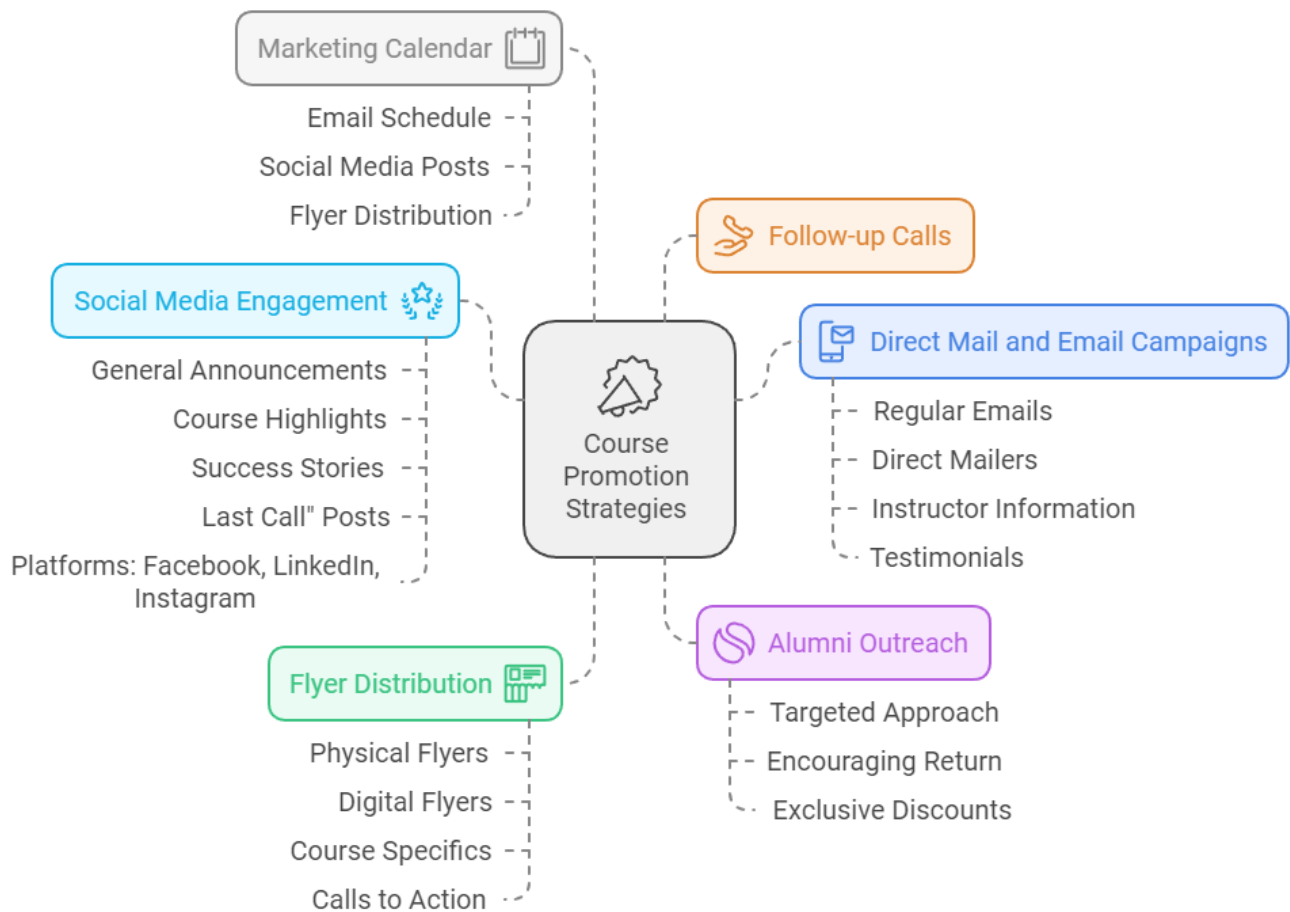 Marketing Calendar
Email Schedule
Social Media Posts
Flyer Distribution
Social Media Engagement
General Announcements
Course Highlights
Success Stories
Last Call" Posts
Platforms: Facebook, LinkedIn,
Instagram
Flyer Distribution
Physical Flyers
Digital Flyers
Course Specifics
Calls to Action
Course
Promotion
Strategies
Follow-up Calls
Direct Mail and Email Campaigns
Regular Emails
Direct Mailers
Instructor Information
Testimonials
Alumni Outreach
Targeted Approach
Encouraging Return
Exclusive Discounts